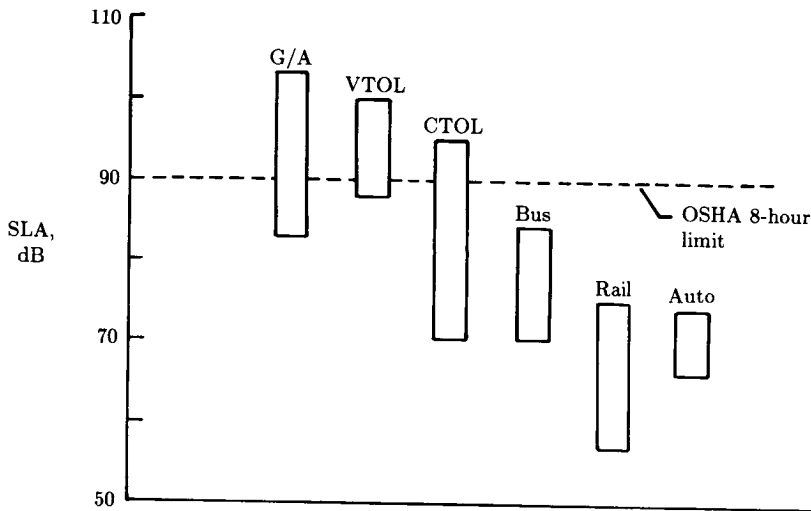 110
G/A
VTOL
CTOL
90
SLA,
dB
OSHA 8-hour
limit
Bus
Rail
Auto
70
50